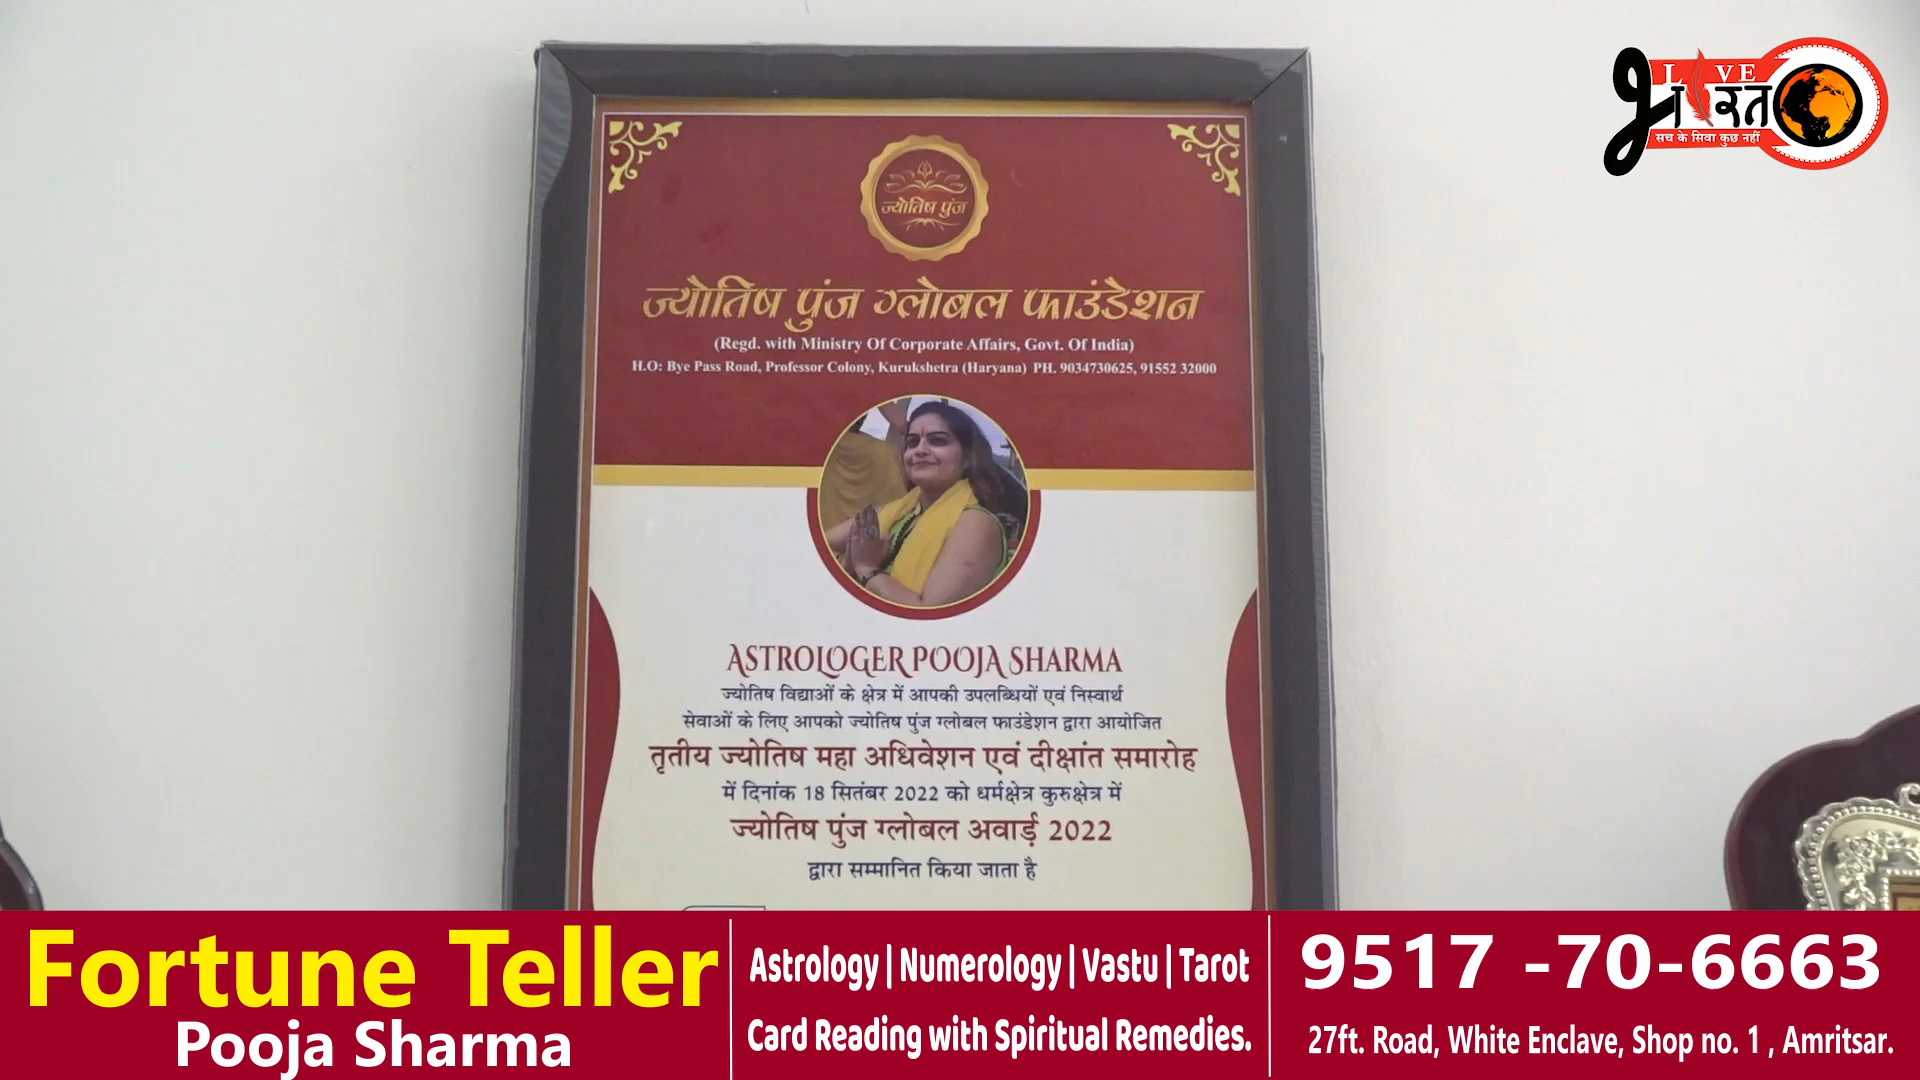 LIVE
भारत
सच के सिवा कुछ नहीं
ज्योतिष पुंज
ज्योतिष पुंज ग्लोबल फाउंडेशन
(Regd. with Ministry Of Corporate Affairs, Govt. Of India)
H.O: Bye Pass Road, Professor Colony, Kurukshetra (Haryana) PH. 9034730625, 91552 32000
ASTROLOGER POOJA SHARMA
ज्योतिष विद्याओं के क्षेत्र में आपकी उपलब्धियों एवं निस्वार्थ
सेवाओं के लिए आपको ज्योतिष पुंज ग्लोबल फाउंडेशन द्वारा आयोजित
तृतीय ज्योतिष महा अधिवेशन एवं दीक्षांत समारोह
में दिनांक 18 सितंबर 2022 को धर्मक्षेत्र कुरुक्षेत्र में
ज्योतिष पुंज ग्लोबल अवार्ड़ 2022
द्वारा सम्मानित किया जाता है
Fortune Teller
Pooja Sharma
Astrology | Numerology | Vastu | Tarot
Card Reading with Spiritual Remedies.
9517 -70-6663
27ft. Road, White Enclave, Shop no. 1 , Amritsar.